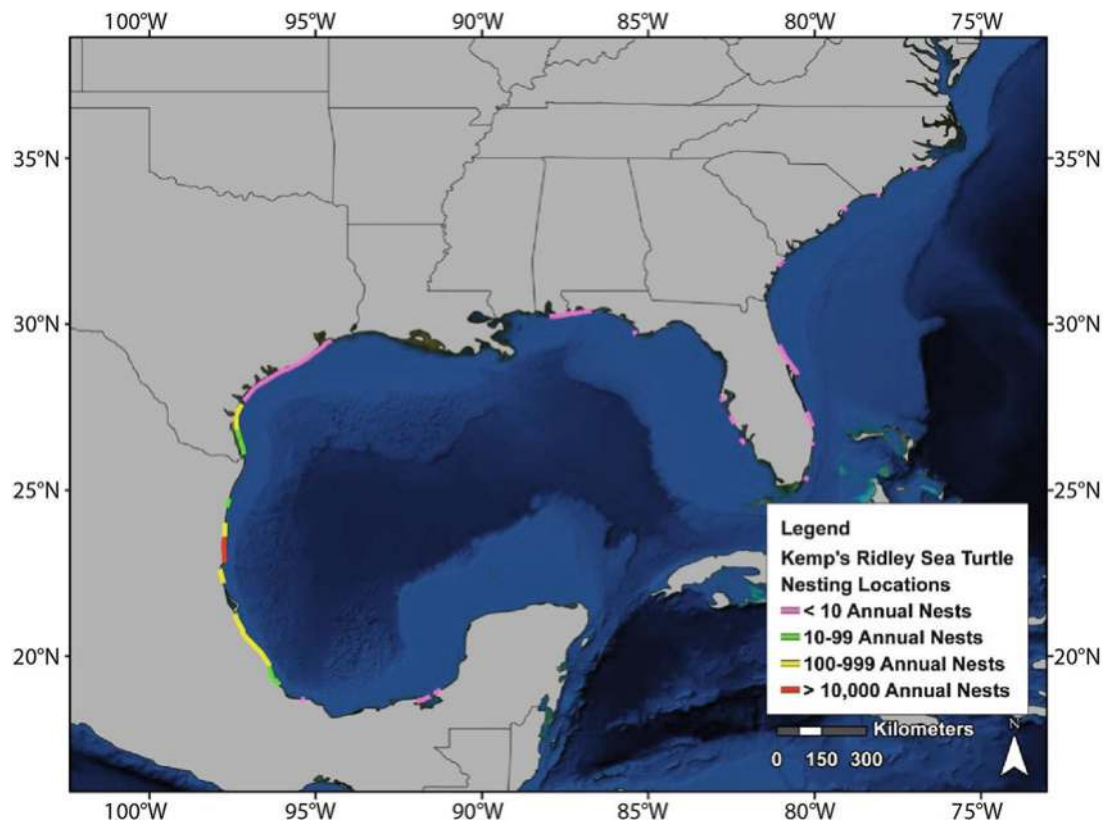 100°W 95°W 90°W 85°W 80°W 75°W
35°N 35°N
30°N 30°N
25°N 25°N
20°N 20°N
Legend
Kemp's Ridley Sea Turtle
Nesting Locations
< 10 Annual Nests
10-99 Annual Nests
100-999 Annual Nests
> 10,000 Annual Nests
N
Kilometers
0 150 300
100°W 95°W 90°W 85°W 80°W 75°W